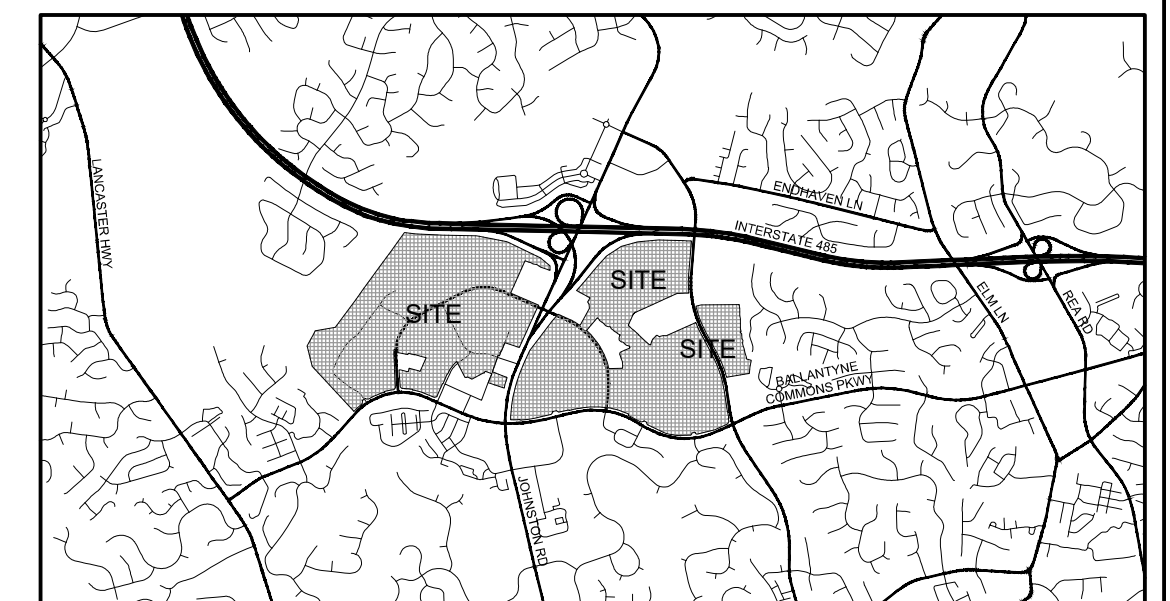 LANCASTER HWY
ENDHAVEN LN
INTERSTATE 485
SITE
SITE
SITE
ELM LN
REA RD
BALLANTYNE
COMMONS PKWY
JOHNSTON RD